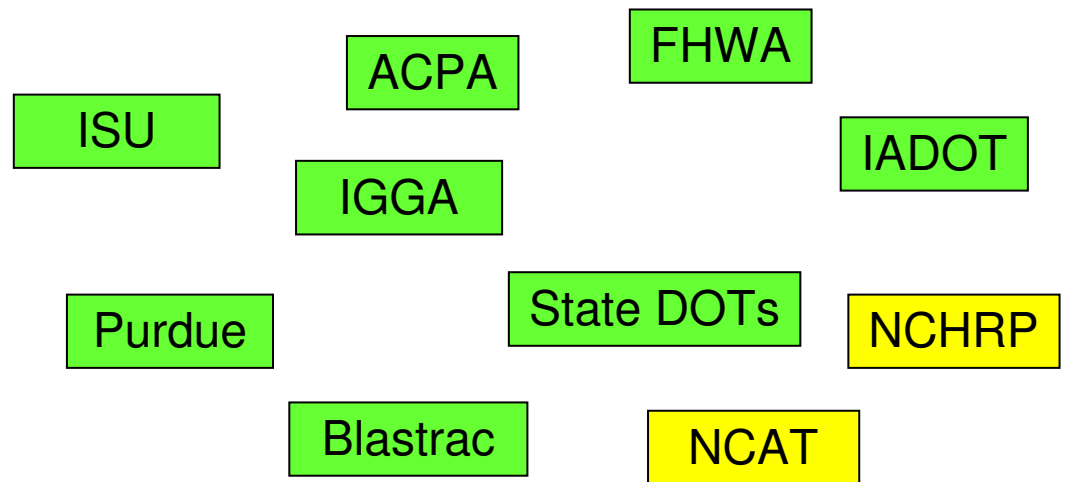 FHWA
ACPA
ISU
IADOT
IGGA
State DOTs
Purdue
NCHRP
Blastrac
NCAT